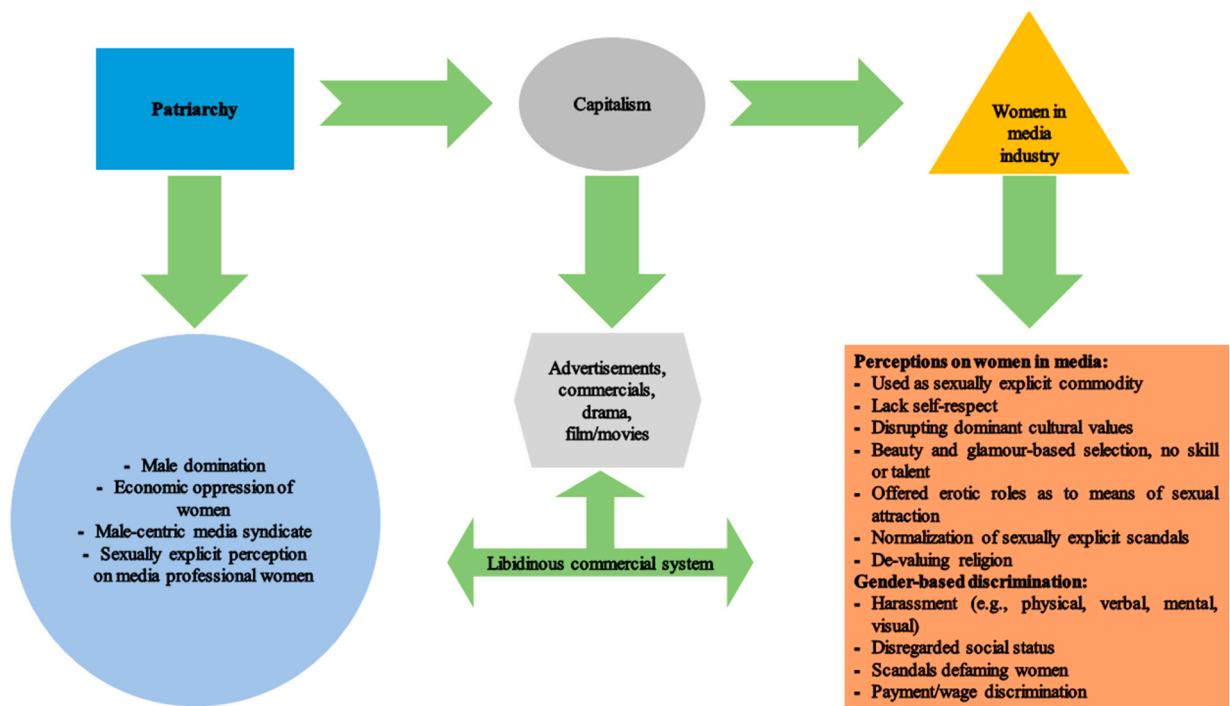 Patriarchy
Capitalism
Women in
media
industry
- Male domination
- Economic oppression of
women
- Male-centric media syndicate
- Sexually explicit perception
on media professional women
Advertisements,
commercials,
drama,
film/movies
Libidinous commercial system
Perceptions on women in media:
- Used as sexually explicit commodity
- Lack self-respect
- Disrupting dominant cultural values
- Beauty and glamour-based selection, no skill
or talent
- Offered erotic roles as to means of sexual
attraction
- Normalization of sexually explicit scandals
- De-valuing religion
Gender-based discrimination:
- Harassment (e.g., physical, verbal, mental,
visual)
- Disregarded social status
- Scandals defaming women
- Payment/wage discrimination